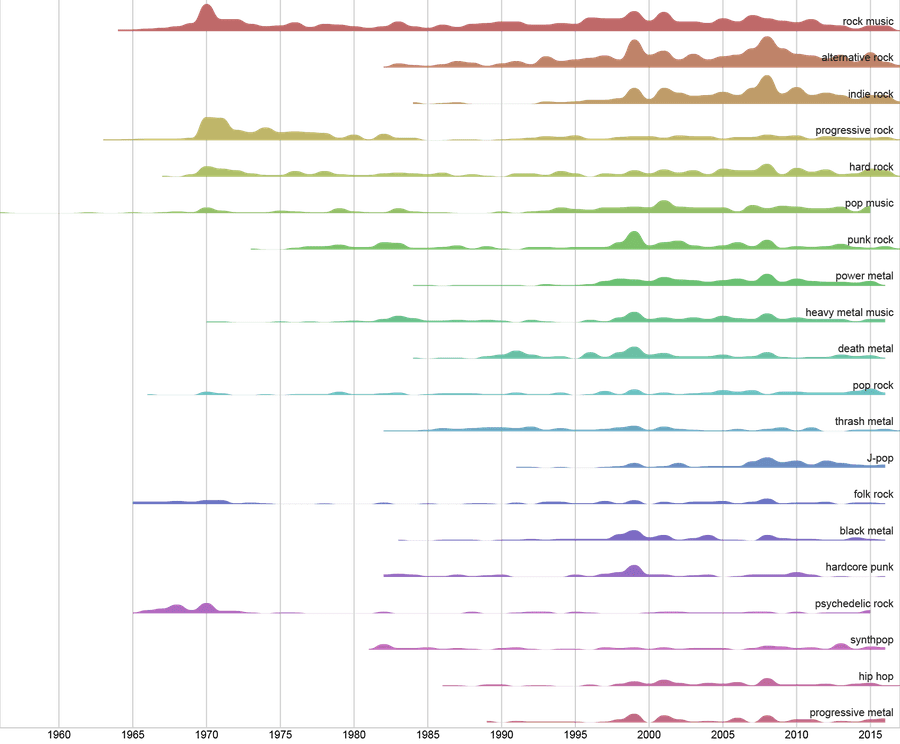 rock music
alternative rock
indie rock
progressive rock
hard rock
pop music
punk rock
power metal
heavy metal music
death metal
pop rock
thrash metal
J-pop
folk rock
black metal
hardcore punk
psychedelic rock
synthpop
hip hop
progressive metal
1960 1965 1970 1975 1980 1985 1990 1995 2000 2005 2010 2015